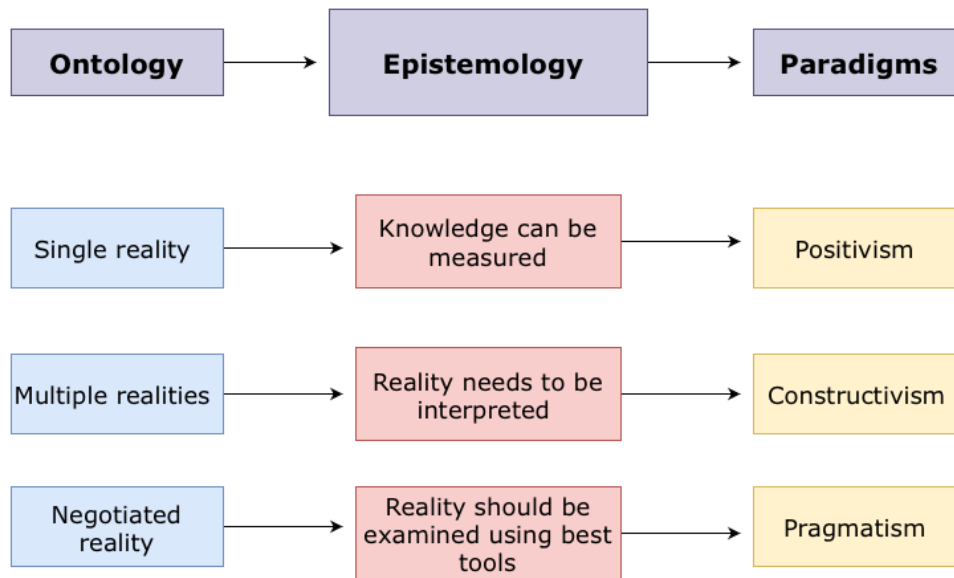 Ontology
Epistemology
Paradigms
Single reality
Knowledge can be
measured
Positivism
Multiple realities
Reality needs to be
interpreted
Constructivism
Negotiated
reality
Reality should be
examined using best
tools
Pragmatism